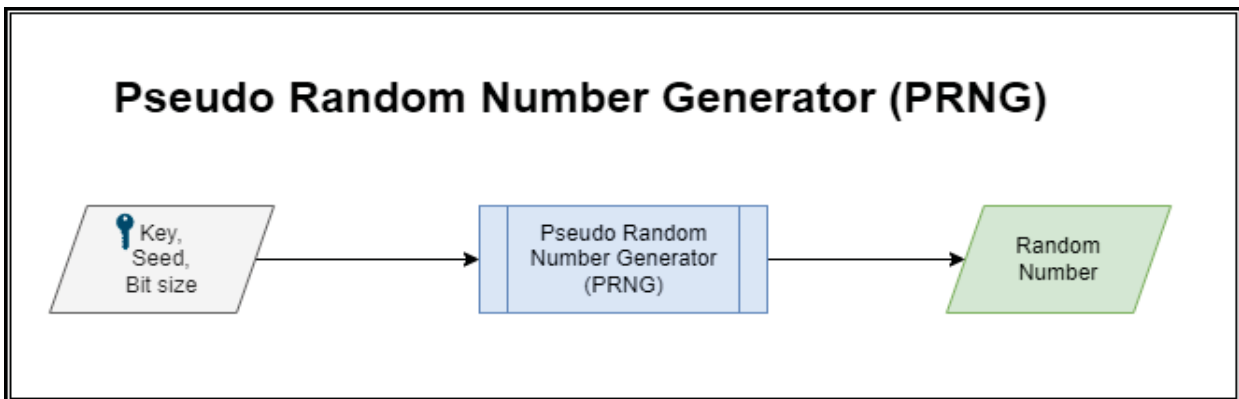 Pseudo Random Number Generator (PRNG)
Key,
Seed,
Bit size
Pseudo Random
Number Generator
(PRNG)
Random
Number